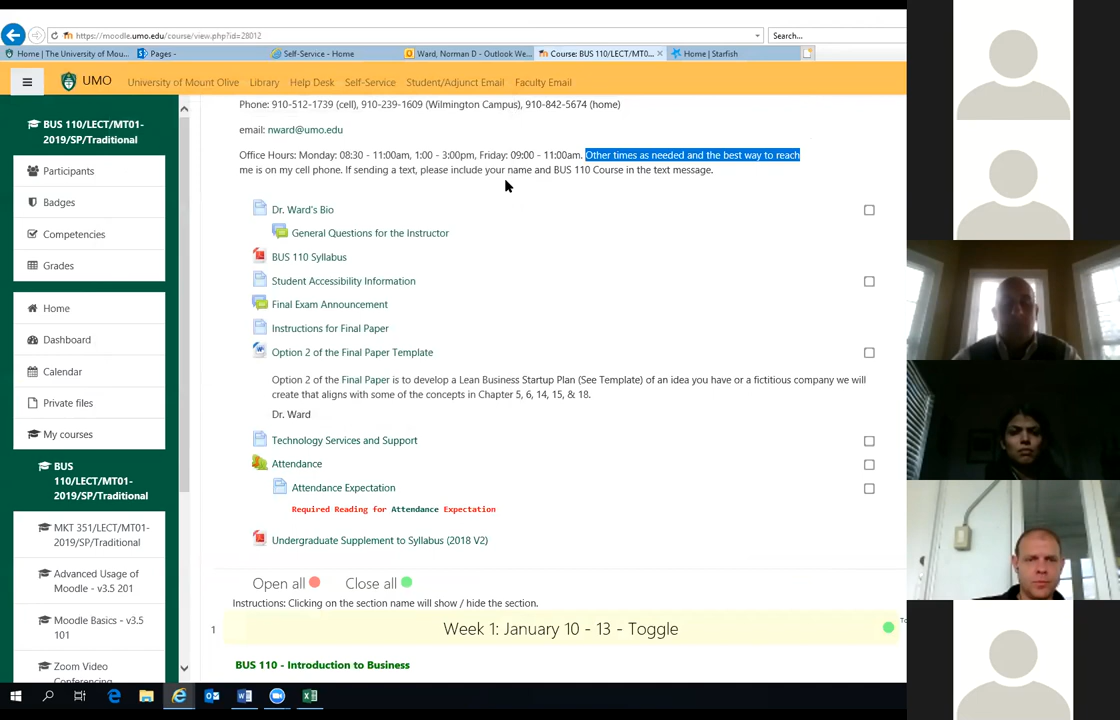 https://moodle.umo.edu/course/view.php?id=28012
Search...
Home | The University of Mou...
Pages -
Self-Service - Home
Ward, Norman D - Outlook We...
Course: BUS 110/LECT/MT0...
Home | Starfish
UMO
University of Mount Olive
Library
Help Desk
Self-Service
Student/Adjunct Email
Faculty Email
BUS 110/LECT/MT01-
2019/SP/Traditional
Participants
Badges
Competencies
Grades
Home
Dashboard
Calendar
Private files
My courses
BUS
110/LECT/MT01-
2019/SP/Traditional
MKT 351/LECT/MT01-
2019/SP/Traditional
Advanced Usage of
Moodle - v3.5 201
Moodle Basics - v3.5
101
Zoom Video
Conferencing
Phone: 910-512-1739 (cell), 910-239-1609 (Wilmington Campus), 910-842-5674 (home)
email: nward@umo.edu
Office Hours: Monday: 08:30 - 11:00am, 1:00 - 3:00pm, Friday: 09:00 - 11:00am. Other times as needed and the best way to reach
me is on my cell phone. If sending a text, please include your name and BUS 110 Course in the text message.
Dr. Ward's Bio
General Questions for the Instructor
BUS 110 Syllabus
Student Accessibility Information
Final Exam Announcement
Instructions for Final Paper
Option 2 of the Final Paper Template
Option 2 of the Final Paper is to develop a Lean Business Startup Plan (See Template) of an idea you have or a fictitious company we will
create that aligns with some of the concepts in Chapter 5, 6, 14, 15, & 18.
Dr. Ward
Technology Services and Support
Attendance
Attendance Expectation
Required Reading for Attendance Expectation
Undergraduate Supplement to Syllabus (2018 V2)
Open all
Close all
Instructions: Clicking on the section name will show / hide the section.
1
Week 1: January 10 - 13 - Toggle
BUS 110 - Introduction to Business